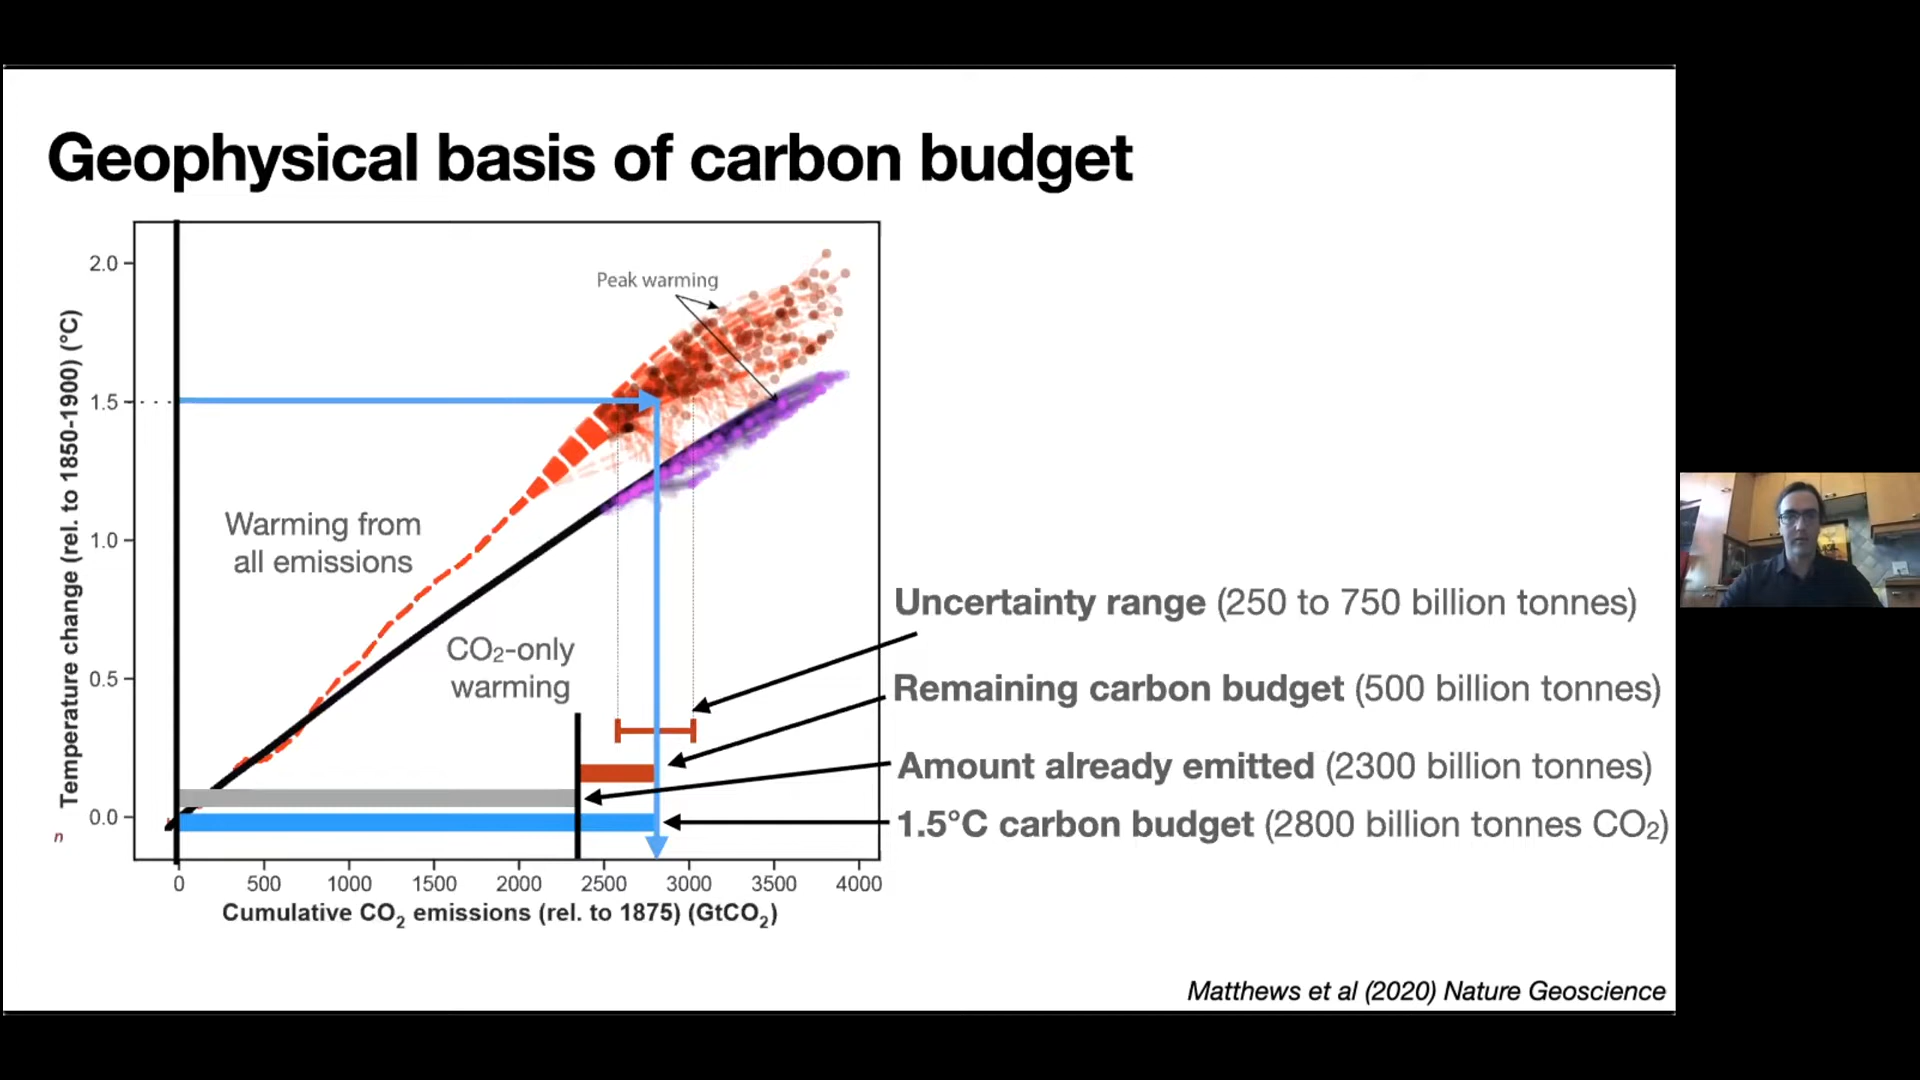 Geophysical basis of carbon budget
Temperature change (rel. to 1850-1900) (°C)
2.0
1.5
1.0
0.5
0.0
n
Peak warming
Warming from
all emissions
CO₂-only
warming
Uncertainty range (250 to 750 billion tonnes)
Remaining carbon budget (500 billion tonnes)
Amount already emitted (2300 billion tonnes)
1.5°C carbon budget (2800 billion tonnes CO₂)
0 500 1000 1500 2000 2500 3000 3500 4000
Cumulative CO₂ emissions (rel. to 1875) (GtCO₂)
Matthews et al (2020) Nature Geoscience